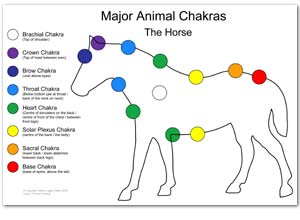 Major Animal Chakras
The Horse
Brachial Chakra
(Top of shoulder)
Crown Chakra
(Top of head between ears)
Brow Chakra
(Just above eyes)
Throat Chakra
(Below bottom jaw at throat /
back of the neck on neck)
Heart Chakra
(Centre of shoulders on the back /
centre of front of the chest / between
front legs)
Solar Plexus Chakra
(centre of the back / belly)
Sacral Chakra
(lower back / lower abdomen
between back legs)
Base Chakra
(base of spine, above the tail)